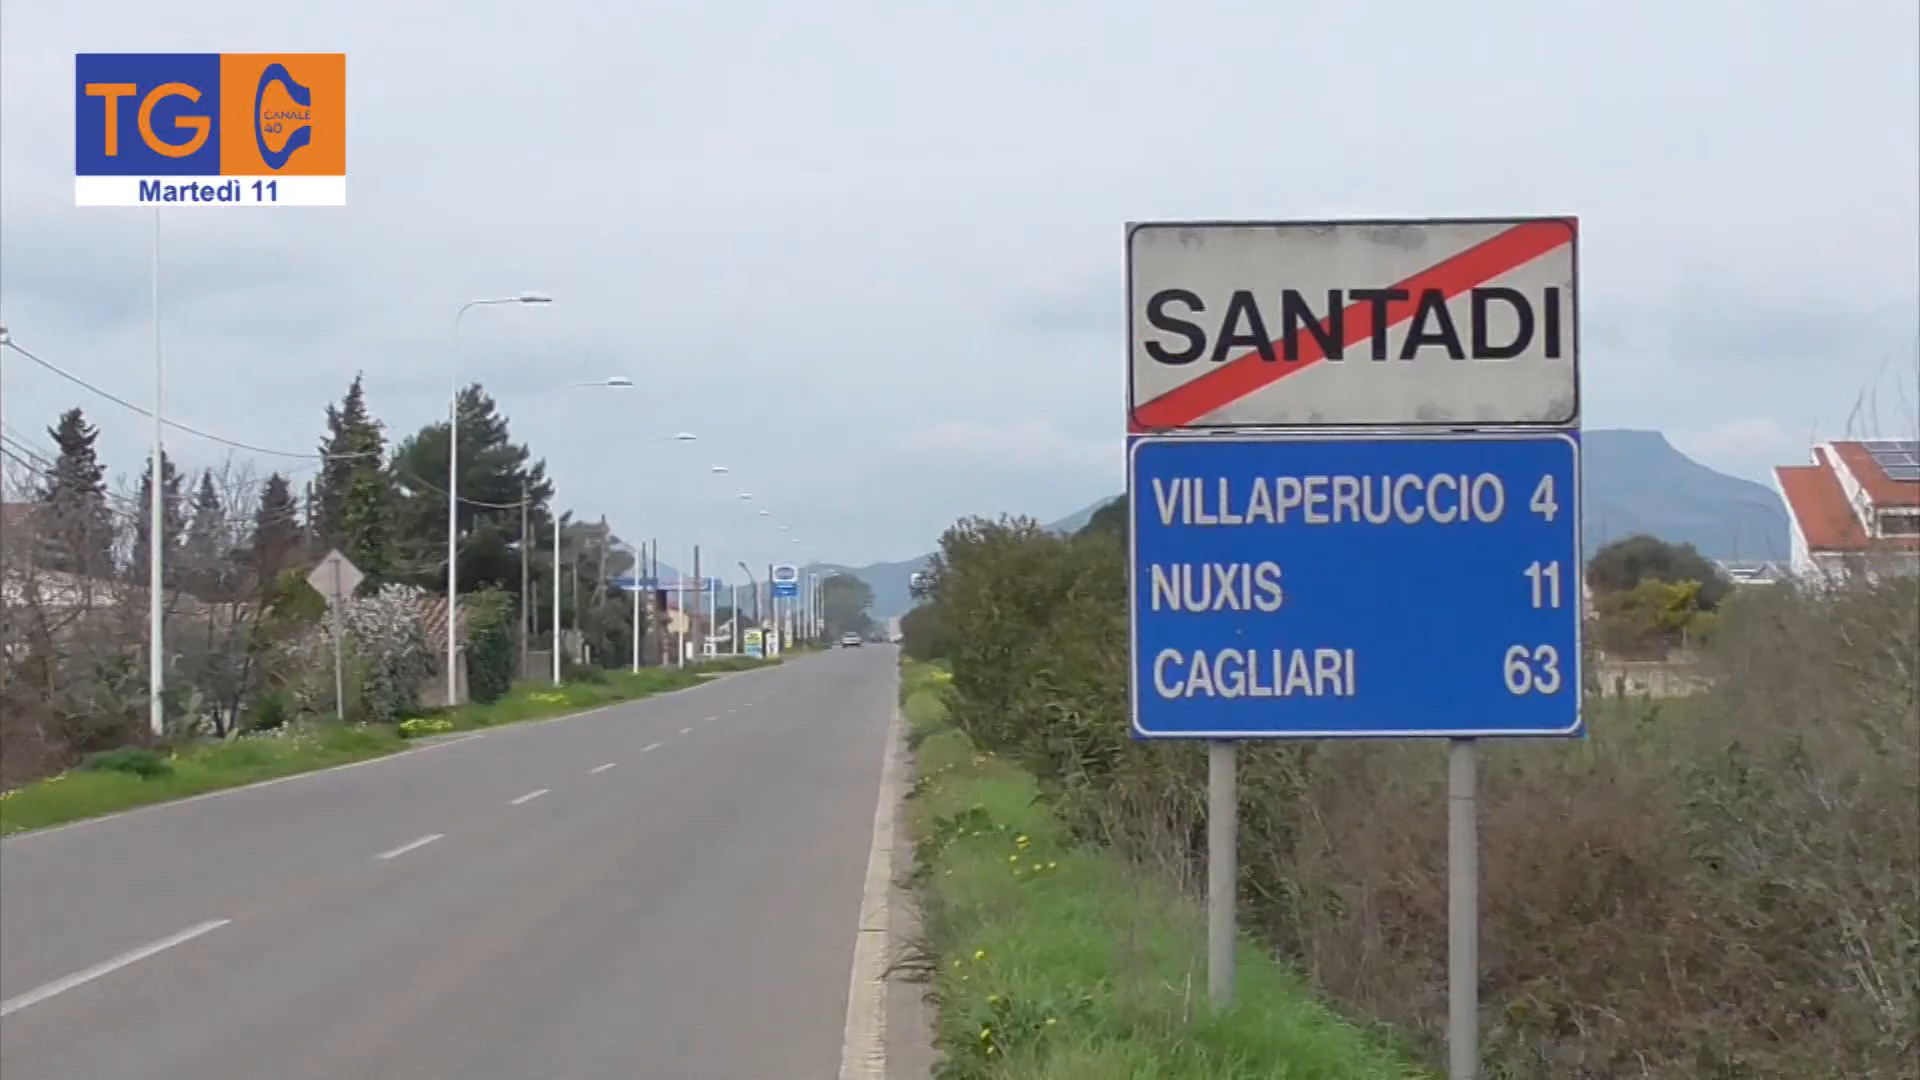 TG
CANALE
40
Martedì 11
SANTADI
VILLAPERUCCIO 4
NUXIS 11
CAGLIARI 63